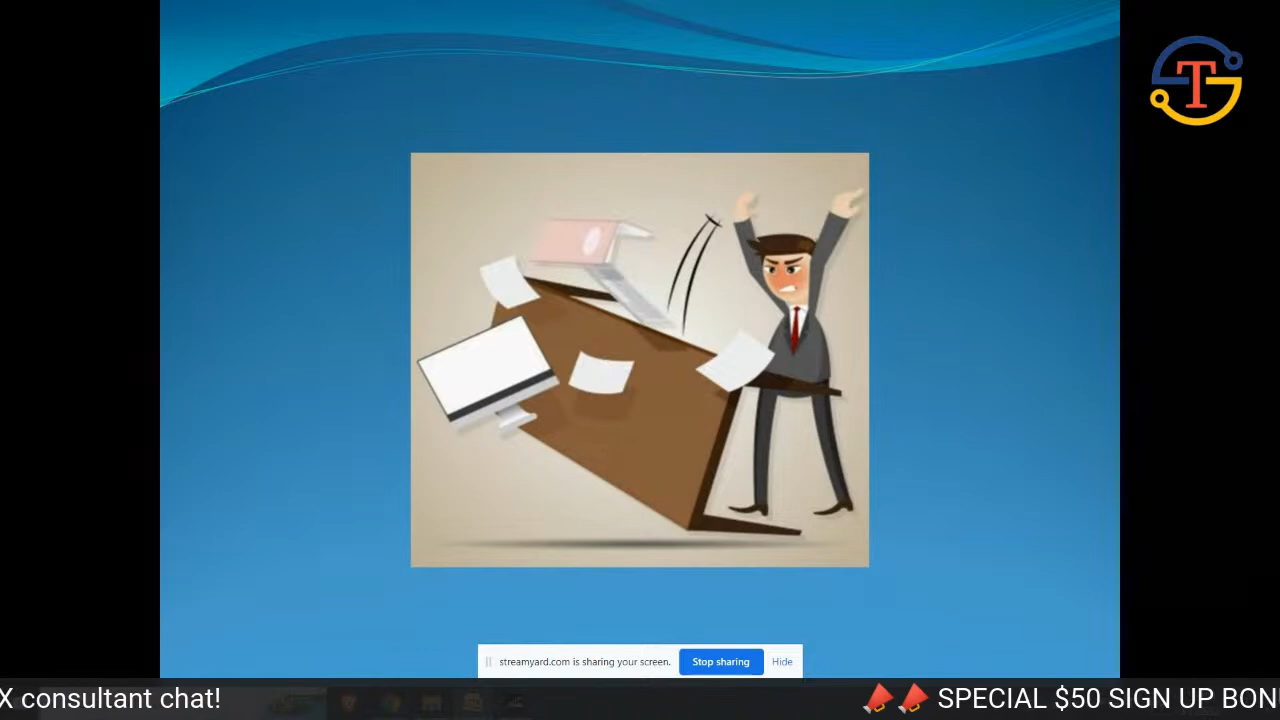 T
streamyard.com is sharing your screen. Stop sharing Hide
X consultant chat! 📣📣 SPECIAL $50 SIGN UP BON